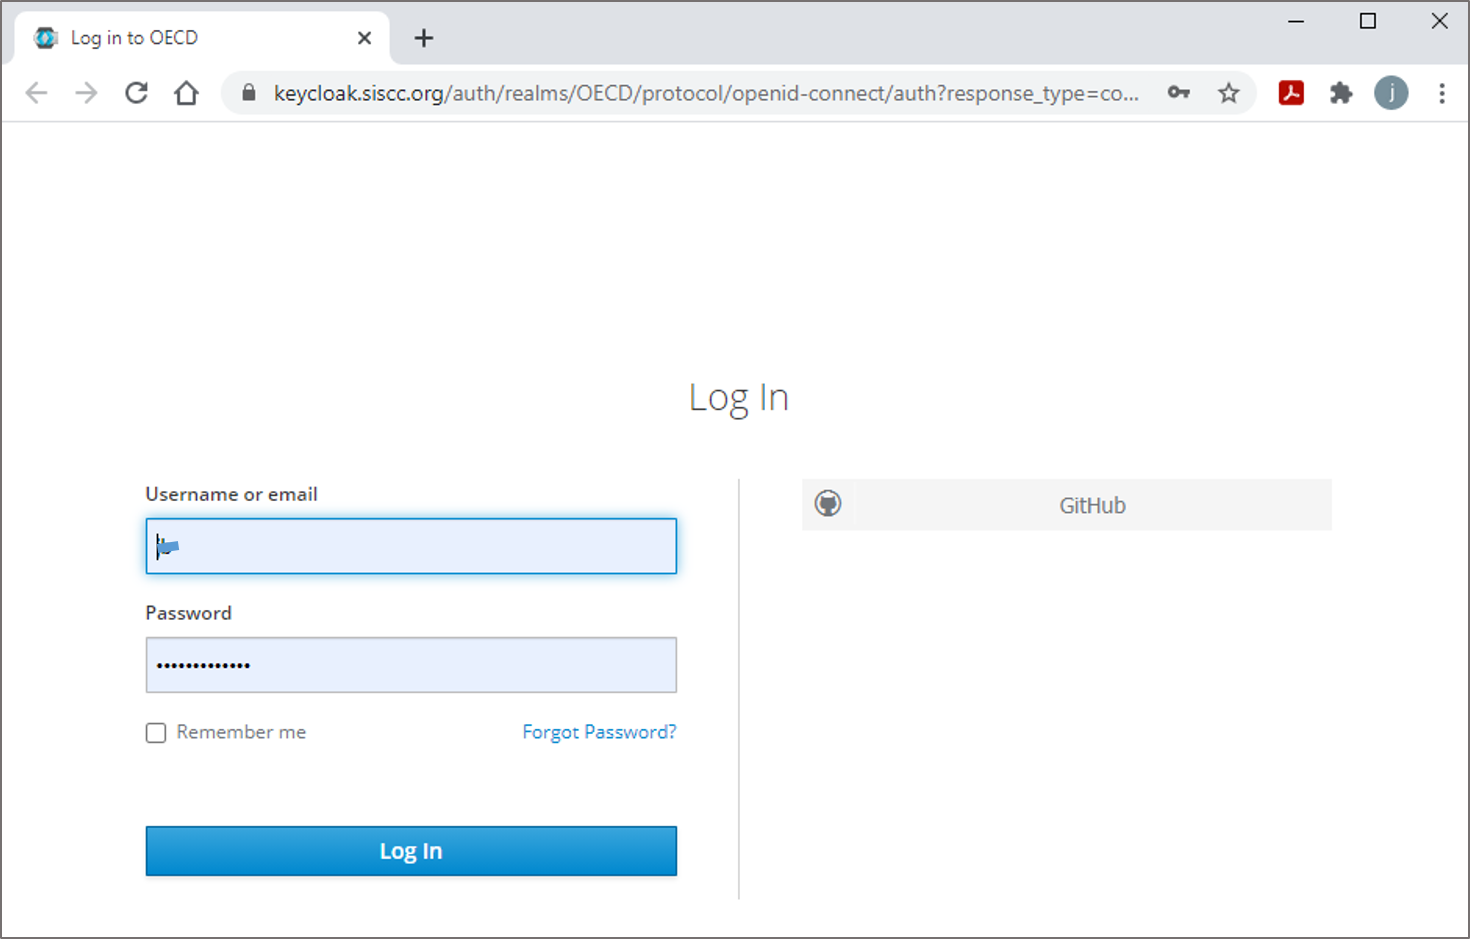 Log in to OECD
keycloak.siscc.org/auth/realms/OECD/protocol/openid-connect/auth?response_type=co...
j
Log In
Username or email
Password
•••••••••••••
Remember me
Forgot Password?
Log In
GitHub